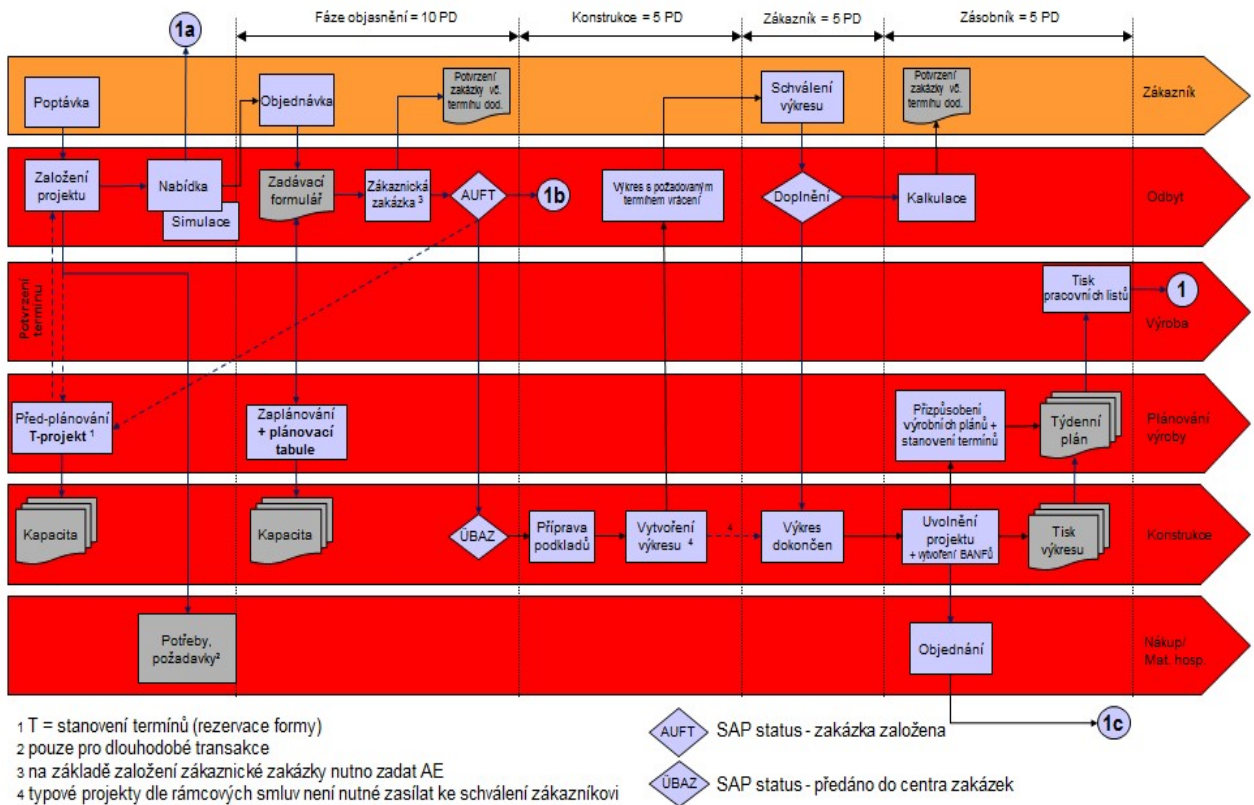 1a
Fáze objasnění = 10 PD
Konstrukce = 5 PD
Zákazník = 5 PD
Zásobník = 5 PD
Poptávka
Objednávka
Potvrzení
zakázky vč.
termíhu dod.
Schválení
výkresu
Potvrzení
zakázky vč.
termíhu dod.
Zákazník
Založení
projektu
Nabídka
Simulace
Zadávací
formulář
Zákaznická
zakázka ³
AUFT
1b
Výkres s požadovaným
termíhem vrácení
Doplnění
Kalkulace
Odbyt
Potvrzení
termínu
Tisk
pracovních listů
1
Výroba
Před-plánování
T-projekt ¹
Zaplánování
+ plánovací
tabule
Přizpůsobení
výrobních plánů +
stanovení termínů
Týdenní
plán
Plánování
výroby
Kapacita
Kapacita
ÜBAZ
Příprava
podkladů
Vytvoření
výkresu ⁴
4
Výkres
dokončen
Uvolnění
projektu
+ vytvoření BANFů
Tisk
výkresu
Konstrukce
Potřeby,
požadavky²
Objednání
Nákup/
Mat. hosp.
1c
1 T = stanovení termínů (rezervace formy)
2 pouze pro dlouhodobé transakce
3 na základě založení zákaznické zakázky nutno zadat AE
4 typové projekty dle rámcových smluv není nutné zasílat ke schválení zákazníkovi
AUFT
SAP status - zakázka založena
ÜBAZ
SAP status - předáno do centra zakázek